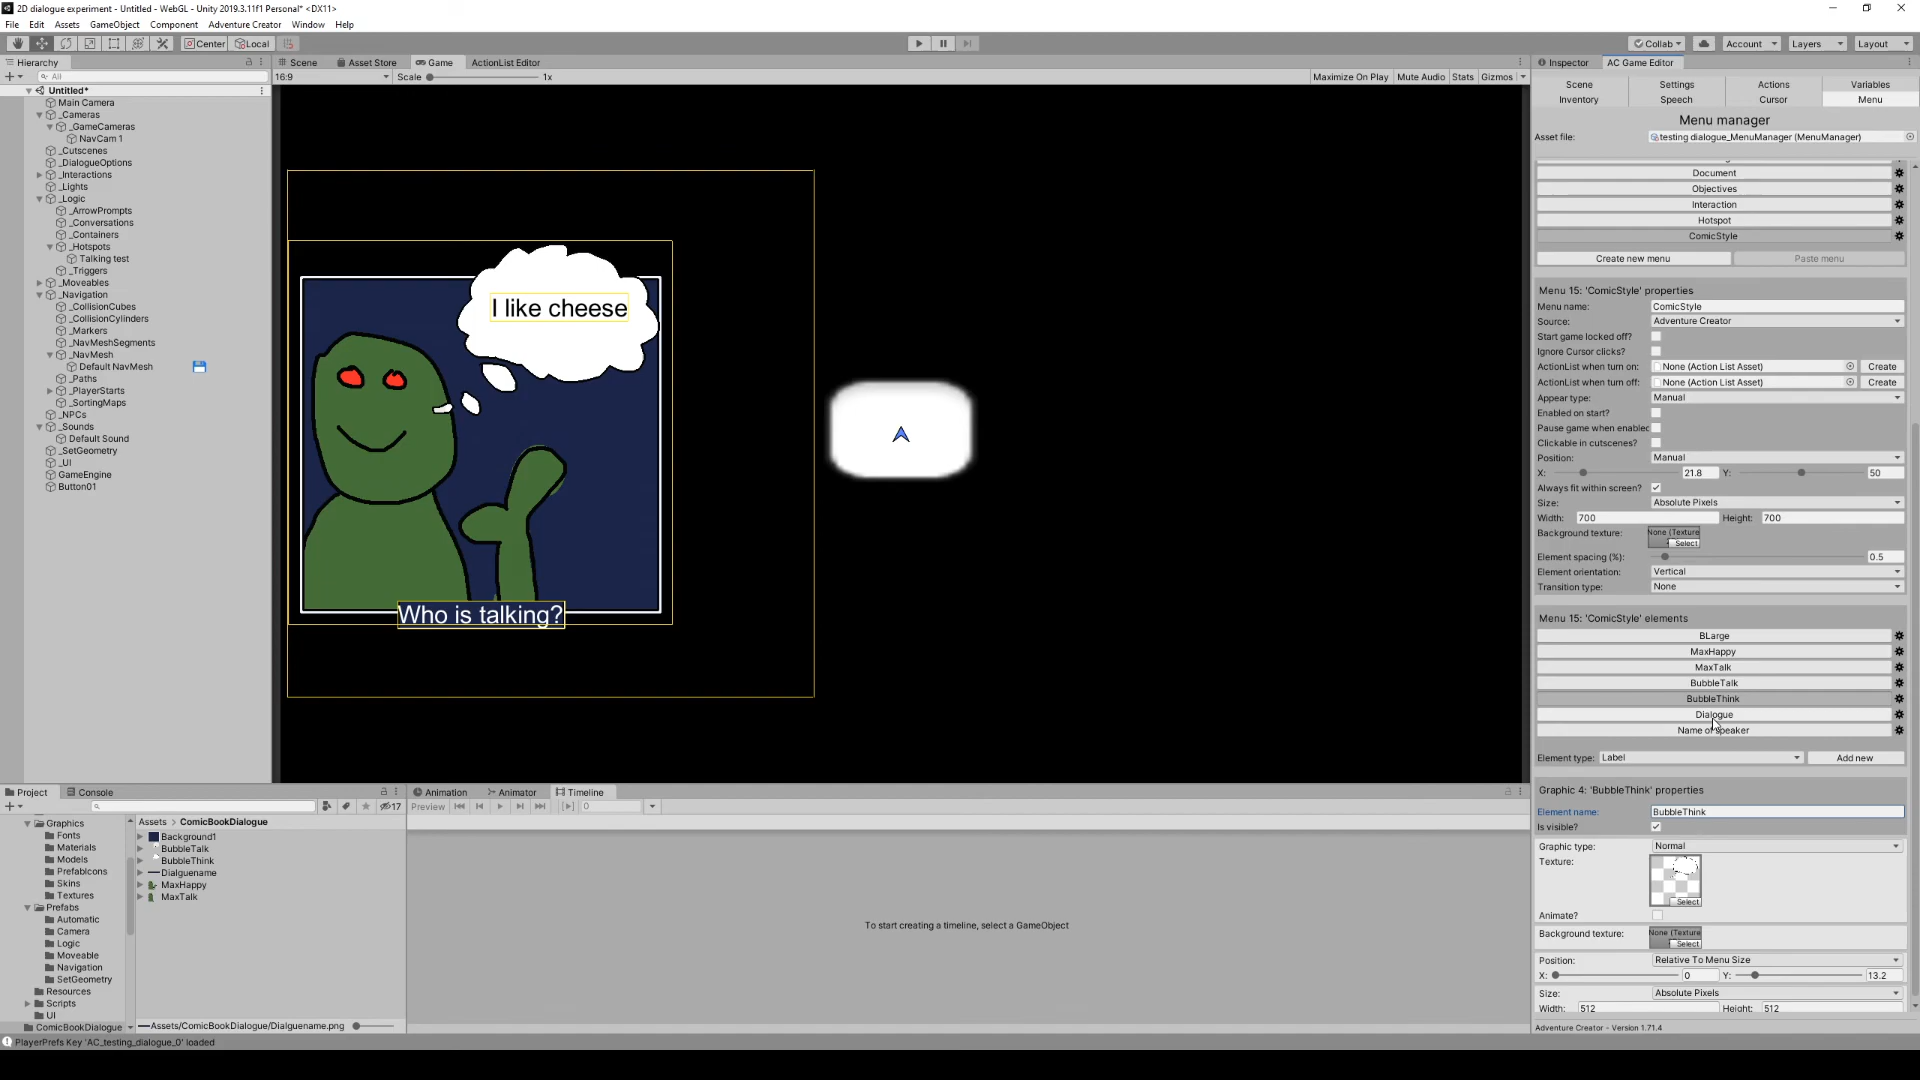 2D dialogue experiment - Untitled - WebGL - Unity 2019.3.11f1 Personal* <DX11>
File Edit Assets GameObject Component Adventure Creator Window Help
Center Local Collab Account Layers Layout
Hierarchy
All
Untitled*
Main Camera
_Cameras
_GameCameras
NavCam 1
_Cutscenes
_DialogueOptions
_Interactions
_Lights
_Logic
_ArrowPrompts
_Conversations
_Containers
_Hotspots
Talking test
_Triggers
_Moveables
_Navigation
_CollisionCubes
_CollisionCylinders
_Markers
_NavMeshSegments
_NavMesh
Default NavMesh
_Paths
_PlayerStarts
_SortingMaps
_NPCs
_Sounds
Default Sound
_SetGeometry
_UI
GameEngine
Button01
Scene Asset Store Game ActionList Editor
16:9 Scale 1x Maximize On Play Mute Audio Stats Gizmos
I like cheese
Who is talking?
Inspector AC Game Editor
Scene Settings Actions Variables
Inventory Speech Cursor Menu
Menu manager
Asset file: testing dialogue_MenuManager (MenuManager)
Document
Objectives
Interaction
Hotspot
ComicStyle
Create new menu Paste menu
Menu 15: 'ComicStyle' properties
Menu name: ComicStyle
Source: Adventure Creator
Start game locked off?
Ignore Cursor clicks?
ActionList when turn on: None (Action List Asset) Create
ActionList when turn off: None (Action List Asset) Create
Appear type: Manual
Enabled on start?
Pause game when enabled
Clickable in cutscenes?
Position: Manual
X: 21.8 Y: 50
Always fit within screen?
Size: Absolute Pixels
Width: 700 Height: 700
Background texture: None (Texture
Select
Element spacing (%): 0.5
Element orientation: Vertical
Transition type: None
Menu 15: 'ComicStyle' elements
BLarge
MaxHappy
MaxTalk
BubbleTalk
BubbleThink
Dialogue
Name of speaker
Element type: Label Add new
Graphic 4: 'BubbleThink' properties
Element name: BubbleThink
Is visible?
Graphic type: Normal
Texture:
Select
Animate?
Background texture: None (Texture
Select
Position: Relative To Menu Size
X: 0 Y: 13.2
Size: Absolute Pixels
Width: 512 Height: 512
Adventure Creator - Version 1.71.4
Project Console
17
Graphics
Fonts
Materials
Models
PrefabIcons
Skins
Textures
Prefabs
Automatic
Camera
Logic
Moveable
Navigation
SetGeometry
Resources
Scripts
UI
ComicBookDialogue
Assets > ComicBookDialogue
Background1
BubbleTalk
BubbleThink
Dialguename
MaxHappy
MaxTalk
Assets/ComicBookDialogue/Dialguename.png
Animation Animator Timeline
Preview 0
To start creating a timeline, select a GameObject
PlayerPrefs Key 'AC_testing_dialogue_0' loaded